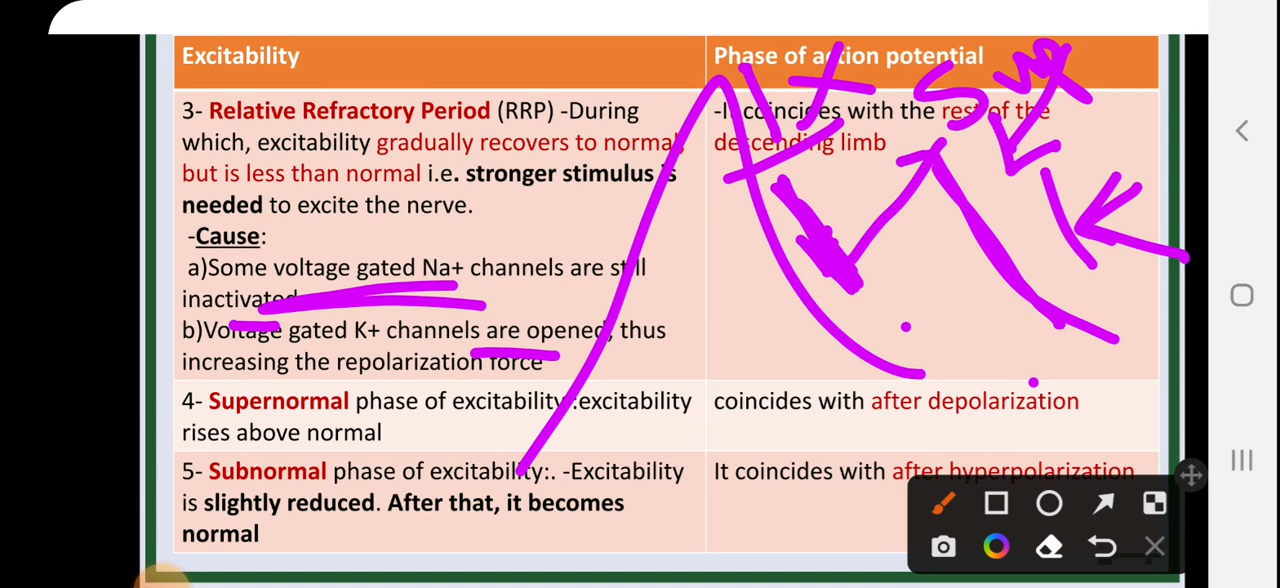 Excitability
Phase of action potential
3- Relative Refractory Period (RRP) -During
which, excitability gradually recovers to normal,
but is less than normal i.e. stronger stimulus is
needed to excite the nerve.
-Cause:
a)Some voltage gated Na+ channels are still
inactivated
b)Voltage gated K+ channels are opened, thus
increasing the repolarization force
-It coincides with the rest of the
descending limb
4- Supernormal phase of excitability:excitability
rises above normal
coincides with after depolarization
5- Subnormal phase of excitability:. -Excitability
is slightly reduced. After that, it becomes
normal
It coincides with after hyperpolarization